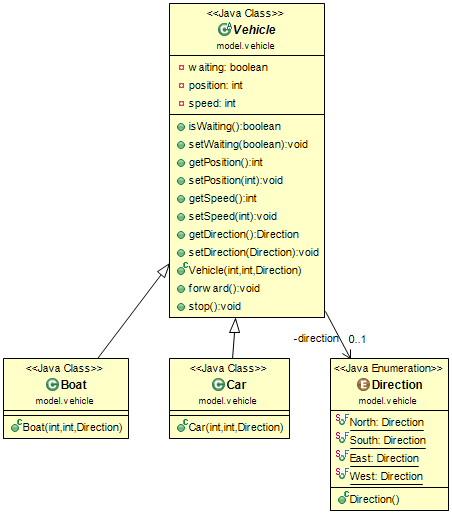 <<Java Class>>
Vehicle
model.vehicle
waiting: boolean
position: int
speed: int
isWaiting():boolean
setWaiting(boolean):void
getPosition():int
setPosition(int):void
getSpeed():int
setSpeed(int):void
getDirection():Direction
setDirection(Direction):void
Vehicle(int,int,Direction)
forward():void
stop():void
-direction 0..1
<<Java Class>>
Boat
model.vehicle
Boat(int,int,Direction)
<<Java Class>>
Car
model.vehicle
Car(int,int,Direction)
<<Java Enumeration>>
Direction
model.vehicle
North: Direction
South: Direction
East: Direction
West: Direction
Direction()